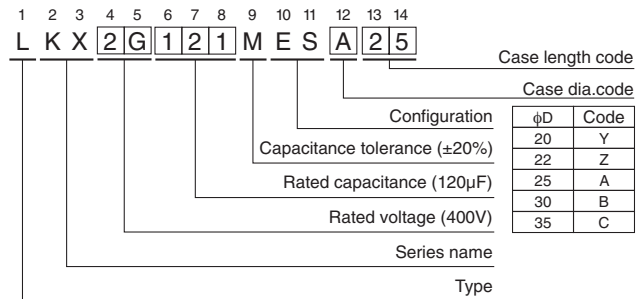 1 2 3 4 5 6 7 8 9 10 11 12 13 14
L K X 2 G 1 2 1 M E S A 2 5
Case length code
Case dia.code
Configuration
Capacitance tolerance (±20%)
Rated capacitance (120µF)
Rated voltage (400V)
Series name
Type
ϕD Code
20 Y
22 Z
25 A
30 B
35 C